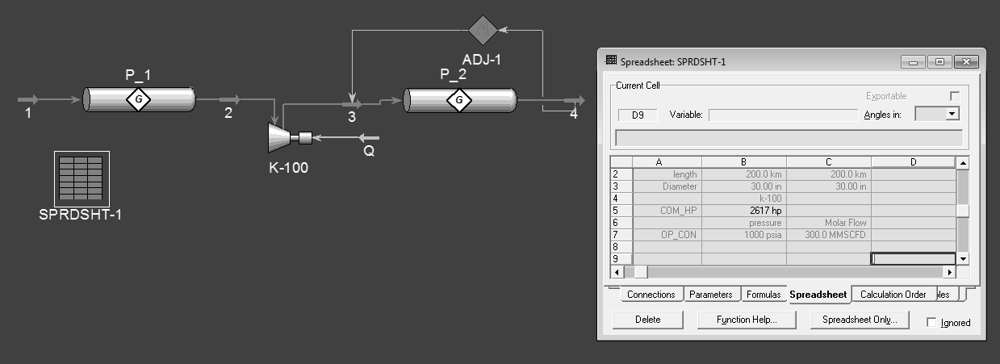 ADJ-1
P_1
P_2
G
G
1
2
3
4
Q
K-100
SPRDSHT-1
Spreadsheet: SPRDSHT-1
Current Cell
Exportable
D9 Variable: Angles in:
A B C D
2 length 200.0 km 200.0 km
3 Diameter 30.00 in 30.00 in
4 k-100
5 COM_HP 2617 hp
6 pressure Molar Flow
7 OP_CON 1000 psia 300.0 MMSCFD
8
9
Connections Parameters Formulas Spreadsheet Calculation Order les
Delete Function Help... Spreadsheet Only... Ignored